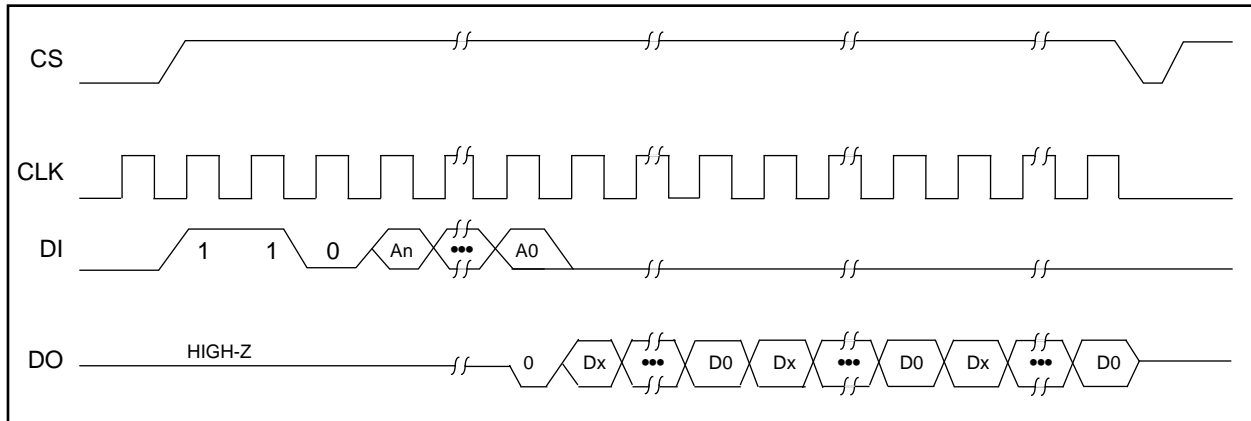 CS
CLK
DI 1 1 0 An ••• A0
HIGH-Z
DO 0 Dx ••• D0 Dx ••• D0 Dx ••• D0